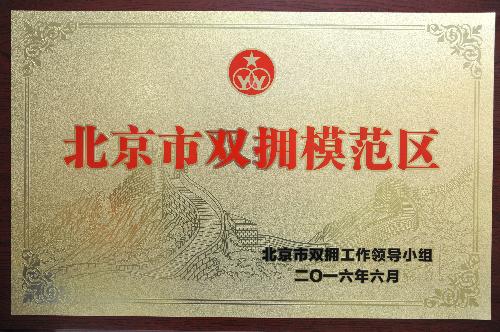 北京市双拥模范区
北京市双拥工作领导小组
二〇一六年六月